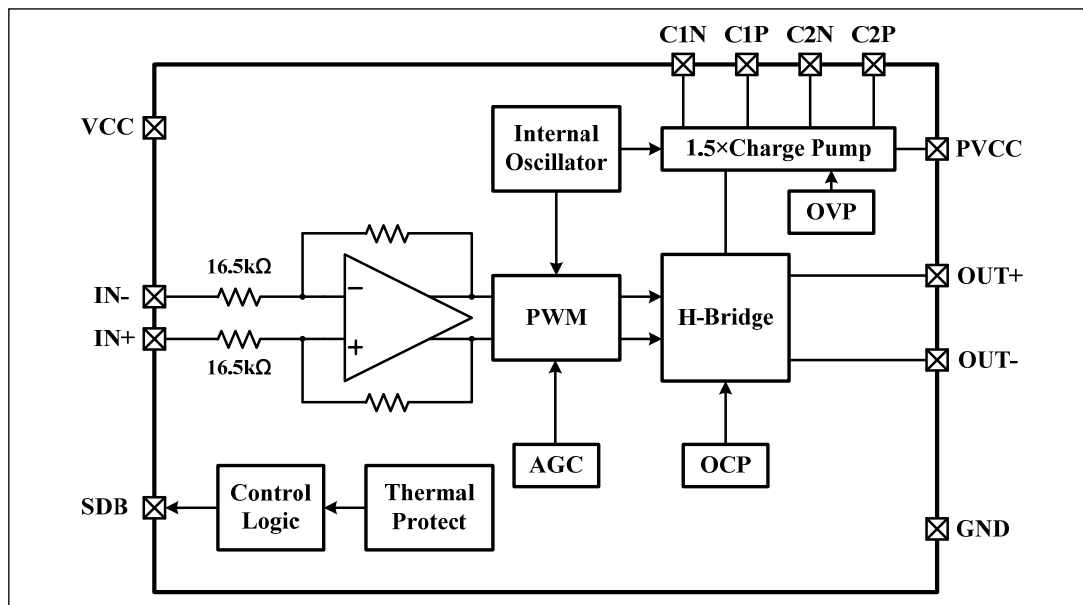 C1N C1P C2N C2P
VCC
Internal
Oscillator
1.5×Charge Pump
PVCC
OVP
16.5kΩ
IN-
IN+
16.5kΩ
−
+
PWM
H-Bridge
OUT+
OUT-
AGC
OCP
SDB
Control
Logic
Thermal
Protect
GND